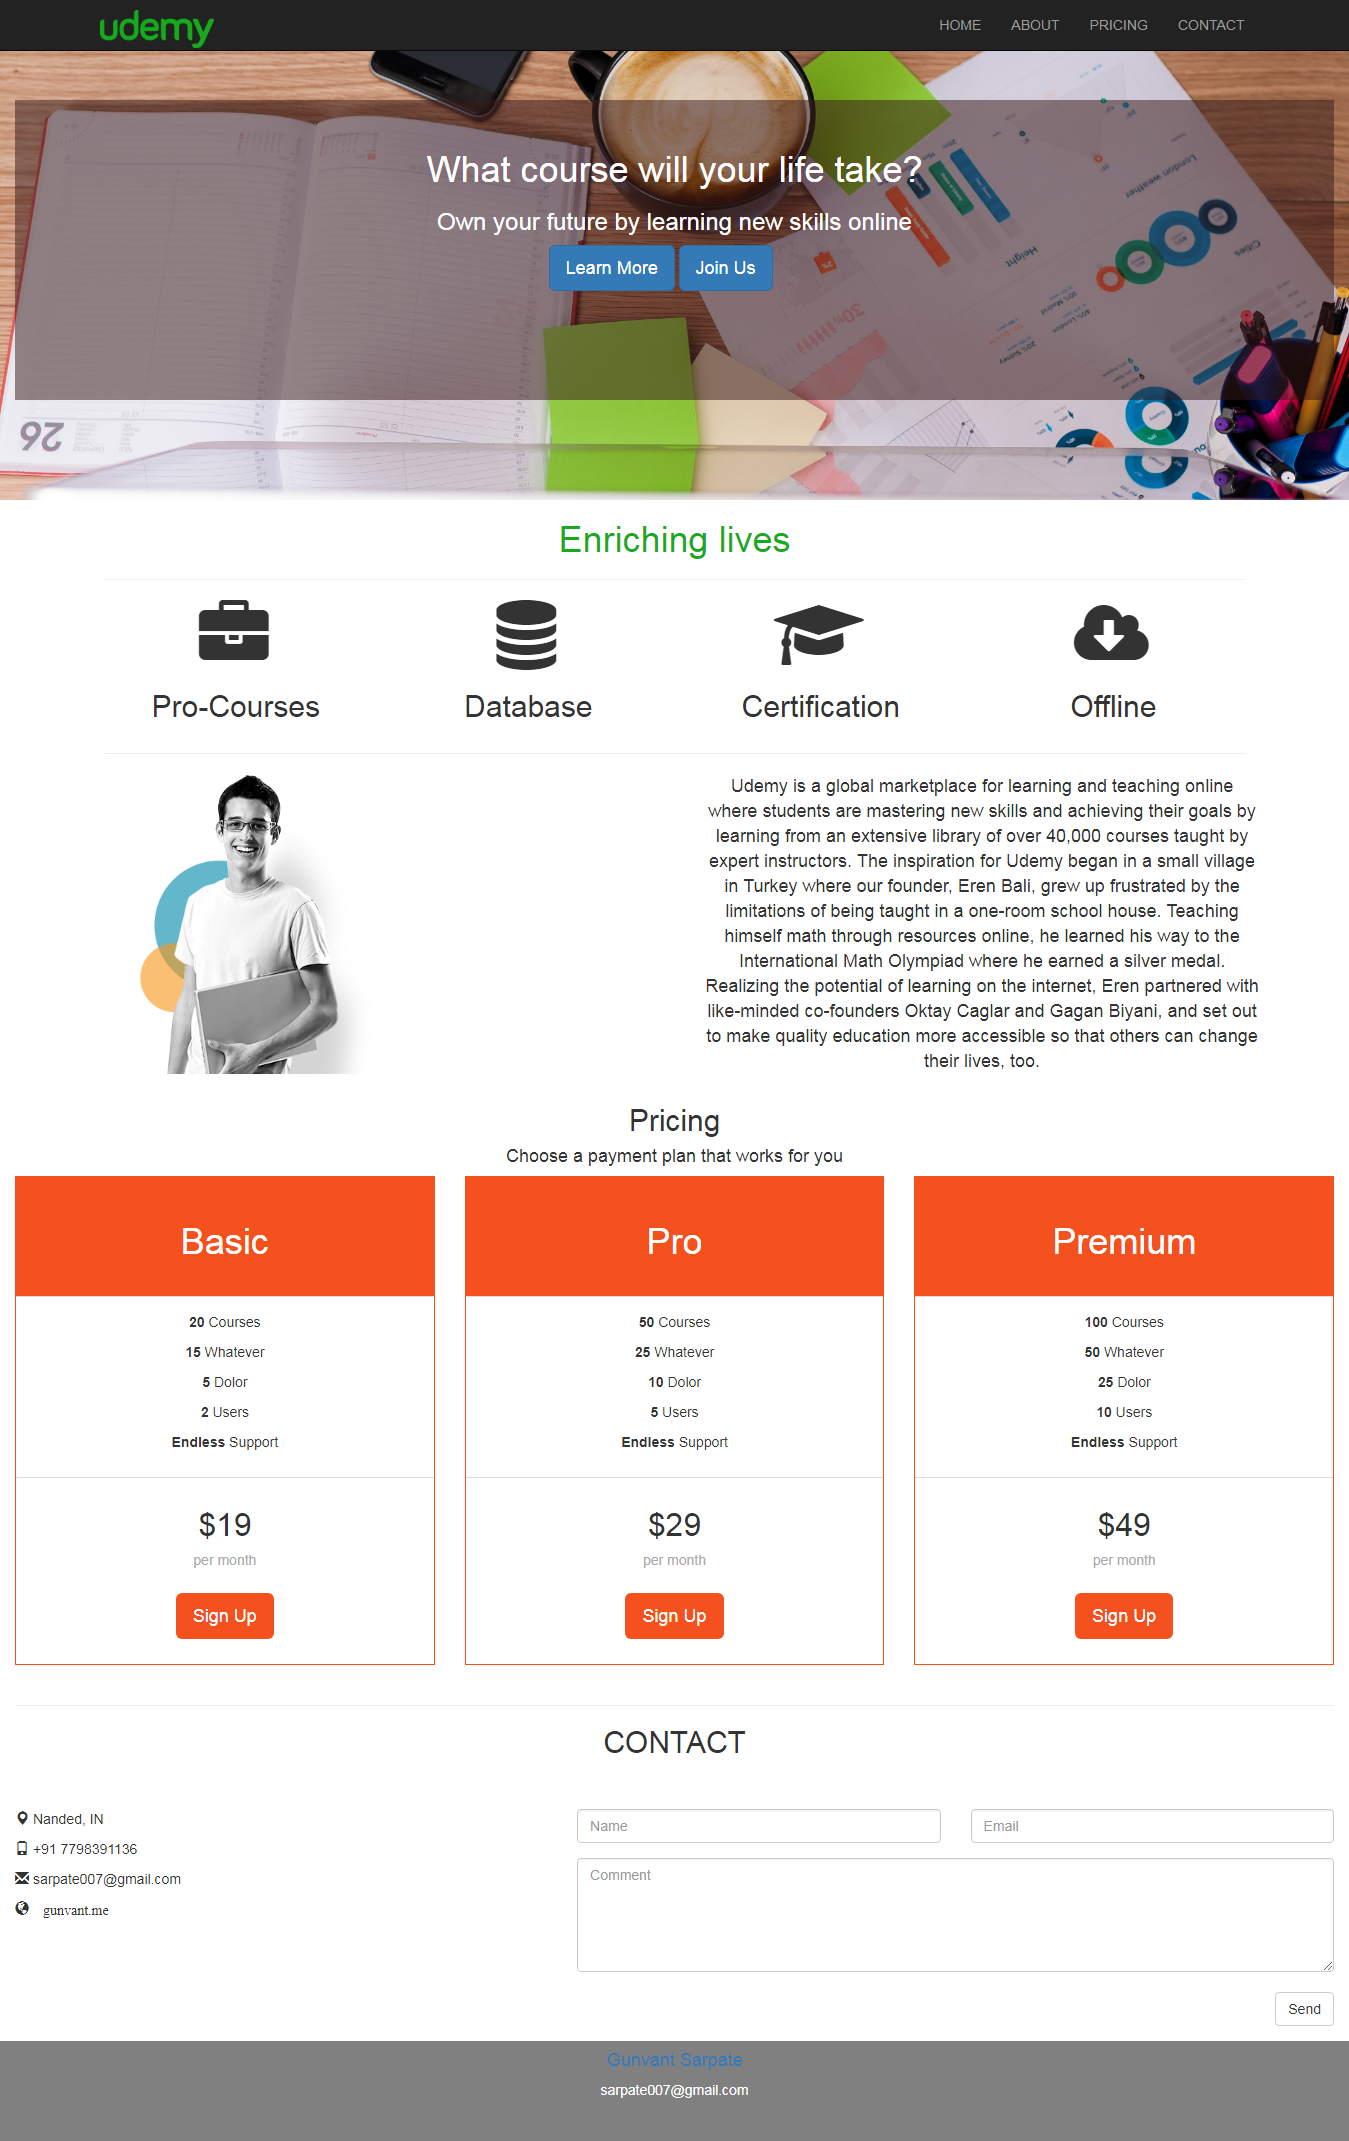 udemy
HOME ABOUT PRICING CONTACT
What course will your life take?
Own your future by learning new skills online
Learn More Join Us
London weather
Height
Cities
30%
26
Enriching lives
Pro-Courses Database Certification Offline
Udemy is a global marketplace for learning and teaching online
where students are mastering new skills and achieving their goals by
learning from an extensive library of over 40,000 courses taught by
expert instructors. The inspiration for Udemy began in a small village
in Turkey where our founder, Eren Bali, grew up frustrated by the
limitations of being taught in a one-room school house. Teaching
himself math through resources online, he learned his way to the
International Math Olympiad where he earned a silver medal.
Realizing the potential of learning on the internet, Eren partnered with
like-minded co-founders Oktay Caglar and Gagan Biyani, and set out
to make quality education more accessible so that others can change
their lives, too.
Pricing
Choose a payment plan that works for you
Basic
20 Courses
15 Whatever
5 Dolor
2 Users
Endless Support
$19
per month
Sign Up
Pro
50 Courses
25 Whatever
10 Dolor
5 Users
Endless Support
$29
per month
Sign Up
Premium
100 Courses
50 Whatever
25 Dolor
10 Users
Endless Support
$49
per month
Sign Up
CONTACT
Nanded, IN
+91 7798391136
sarpate007@gmail.com
gunvant.me
Name
Email
Comment
Send
Gunvant Sarpate
sarpate007@gmail.com